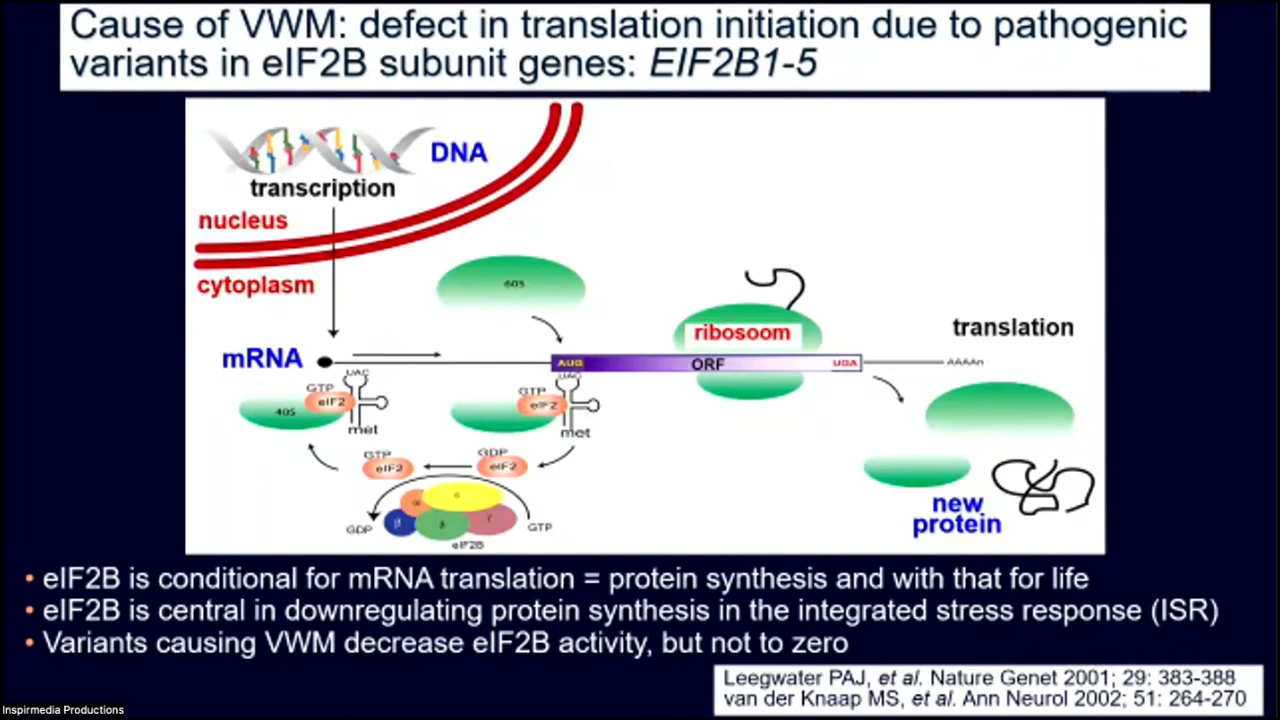 Cause of VWM: defect in translation initiation due to pathogenic
variants in eIF2B subunit genes: EIF2B1-5
DNA
transcription
nucleus
cytoplasm
60S
ribosoom
translation
mRNA
AUG
ORF
UGA
AAAAn
UAC
GTP
eIF2
40S
met
UAC
GTP
eIF2
met
GTP
eIF2
GDP
eIF2
α
β
γ
GDP
GTP
eIF2B
new
protein
• eIF2B is conditional for mRNA translation = protein synthesis and with that for life
• eIF2B is central in downregulating protein synthesis in the integrated stress response (ISR)
• Variants causing VWM decrease eIF2B activity, but not to zero
Leegwater PAJ, et al. Nature Genet 2001; 29: 383-388
van der Knaap MS, et al. Ann Neurol 2002; 51: 264-270
Inspirmedia Productions